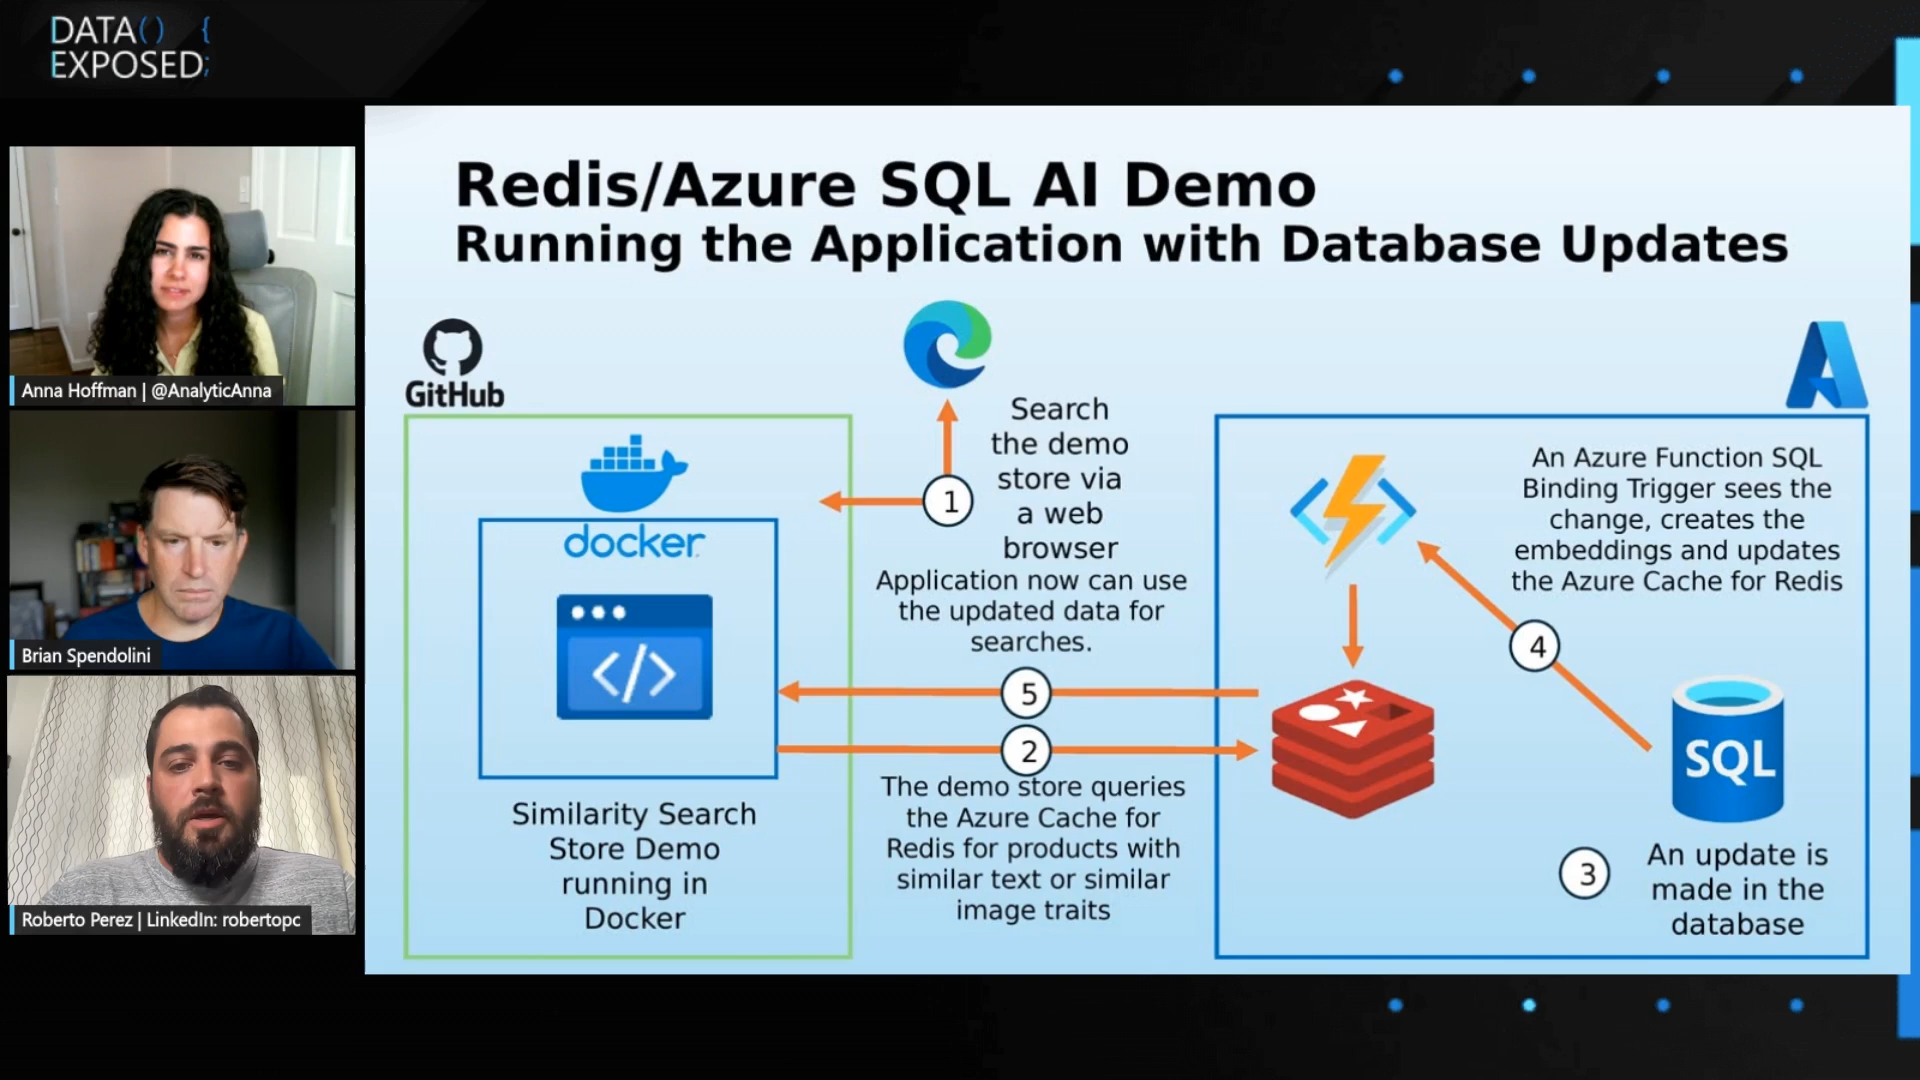 DATA() {
EXPOSED;
Anna Hoffman | @AnalyticAnna
Brian Spendolini
Roberto Perez | LinkedIn: robertopc
Redis/Azure SQL AI Demo
Running the Application with Database Updates
GitHub
docker
</>
Similarity Search
Store Demo
running in
Docker
1
Search
the demo
store via
a web
browser
Application now can use
the updated data for
searches.
5
2
The demo store queries
the Azure Cache for
Redis for products with
similar text or similar
image traits
An Azure Function SQL
Binding Trigger sees the
change, creates the
embeddings and updates
the Azure Cache for Redis
4
SQL
3
An update is
made in the
database